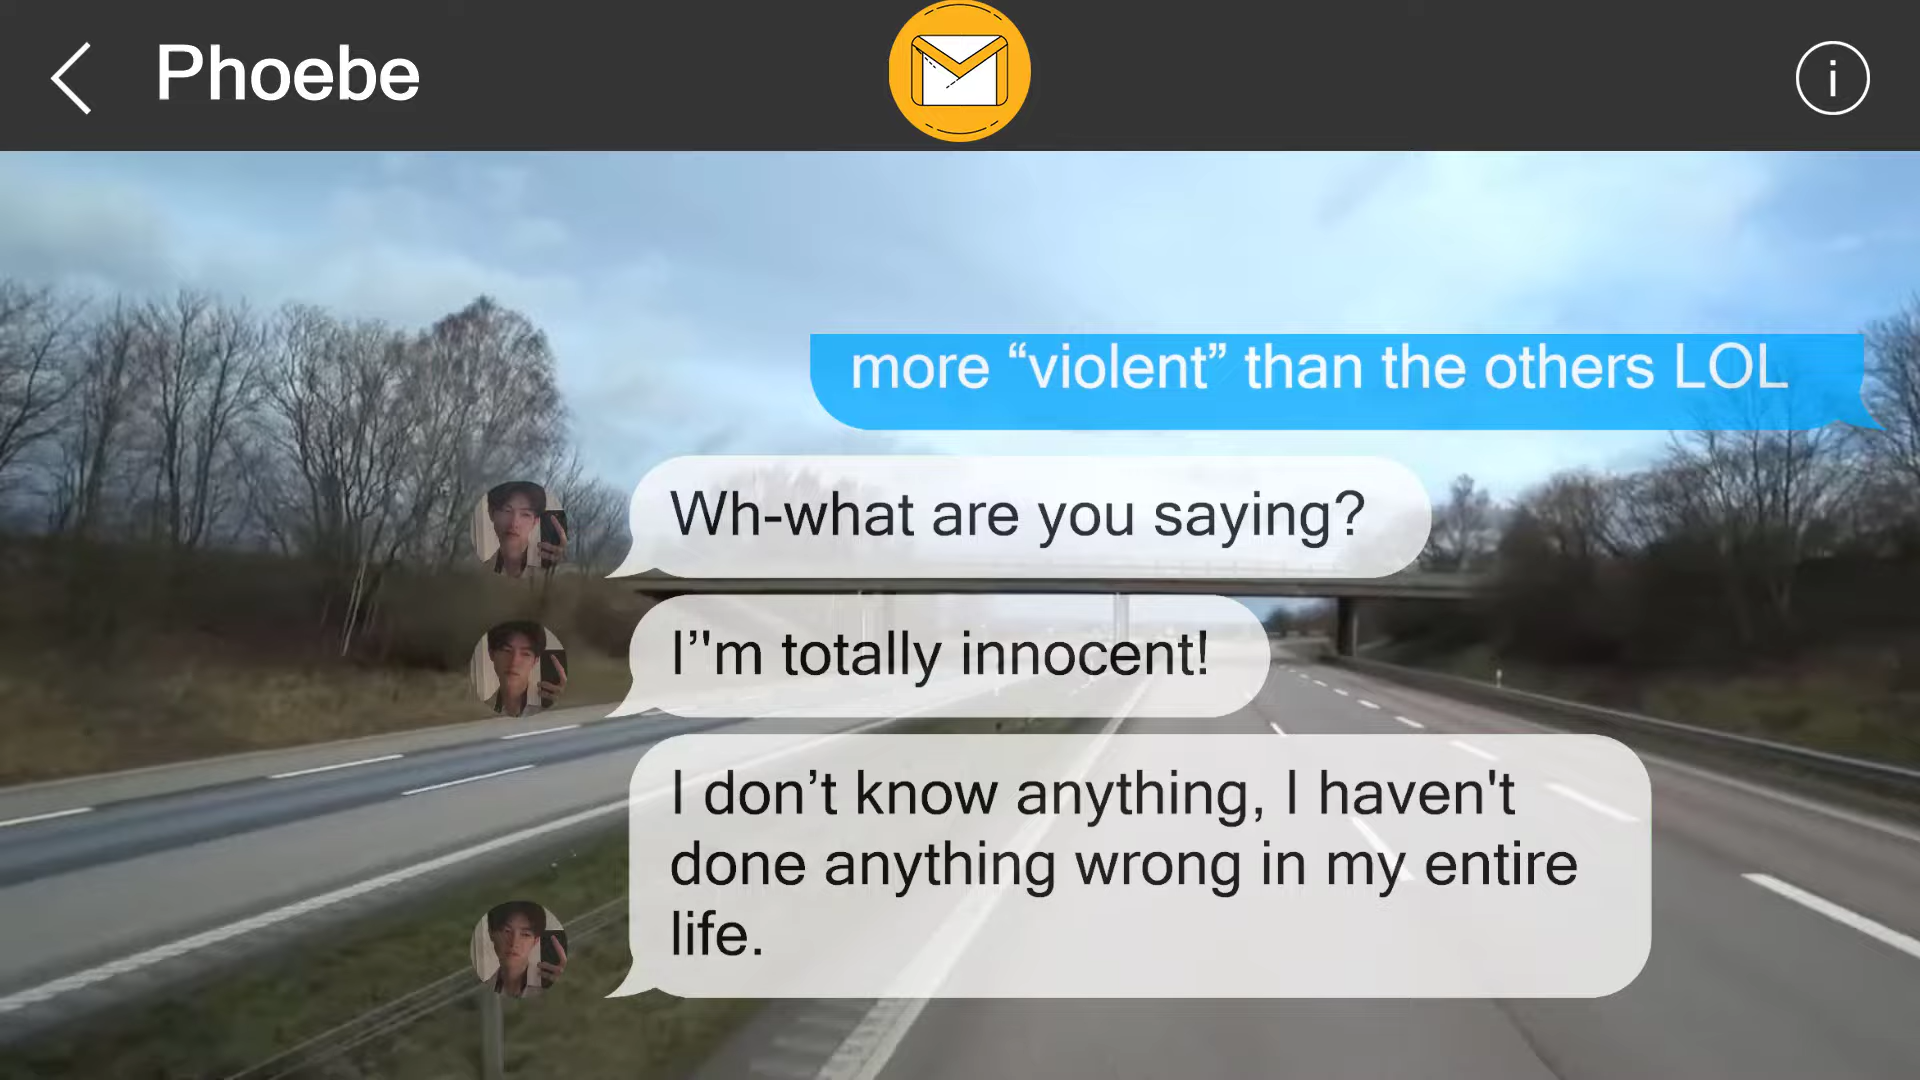 Phoebe
i
more “violent” than the others LOL
Wh-what are you saying?
I’'m totally innocent!
I don’t know anything, I haven't
done anything wrong in my entire
life.